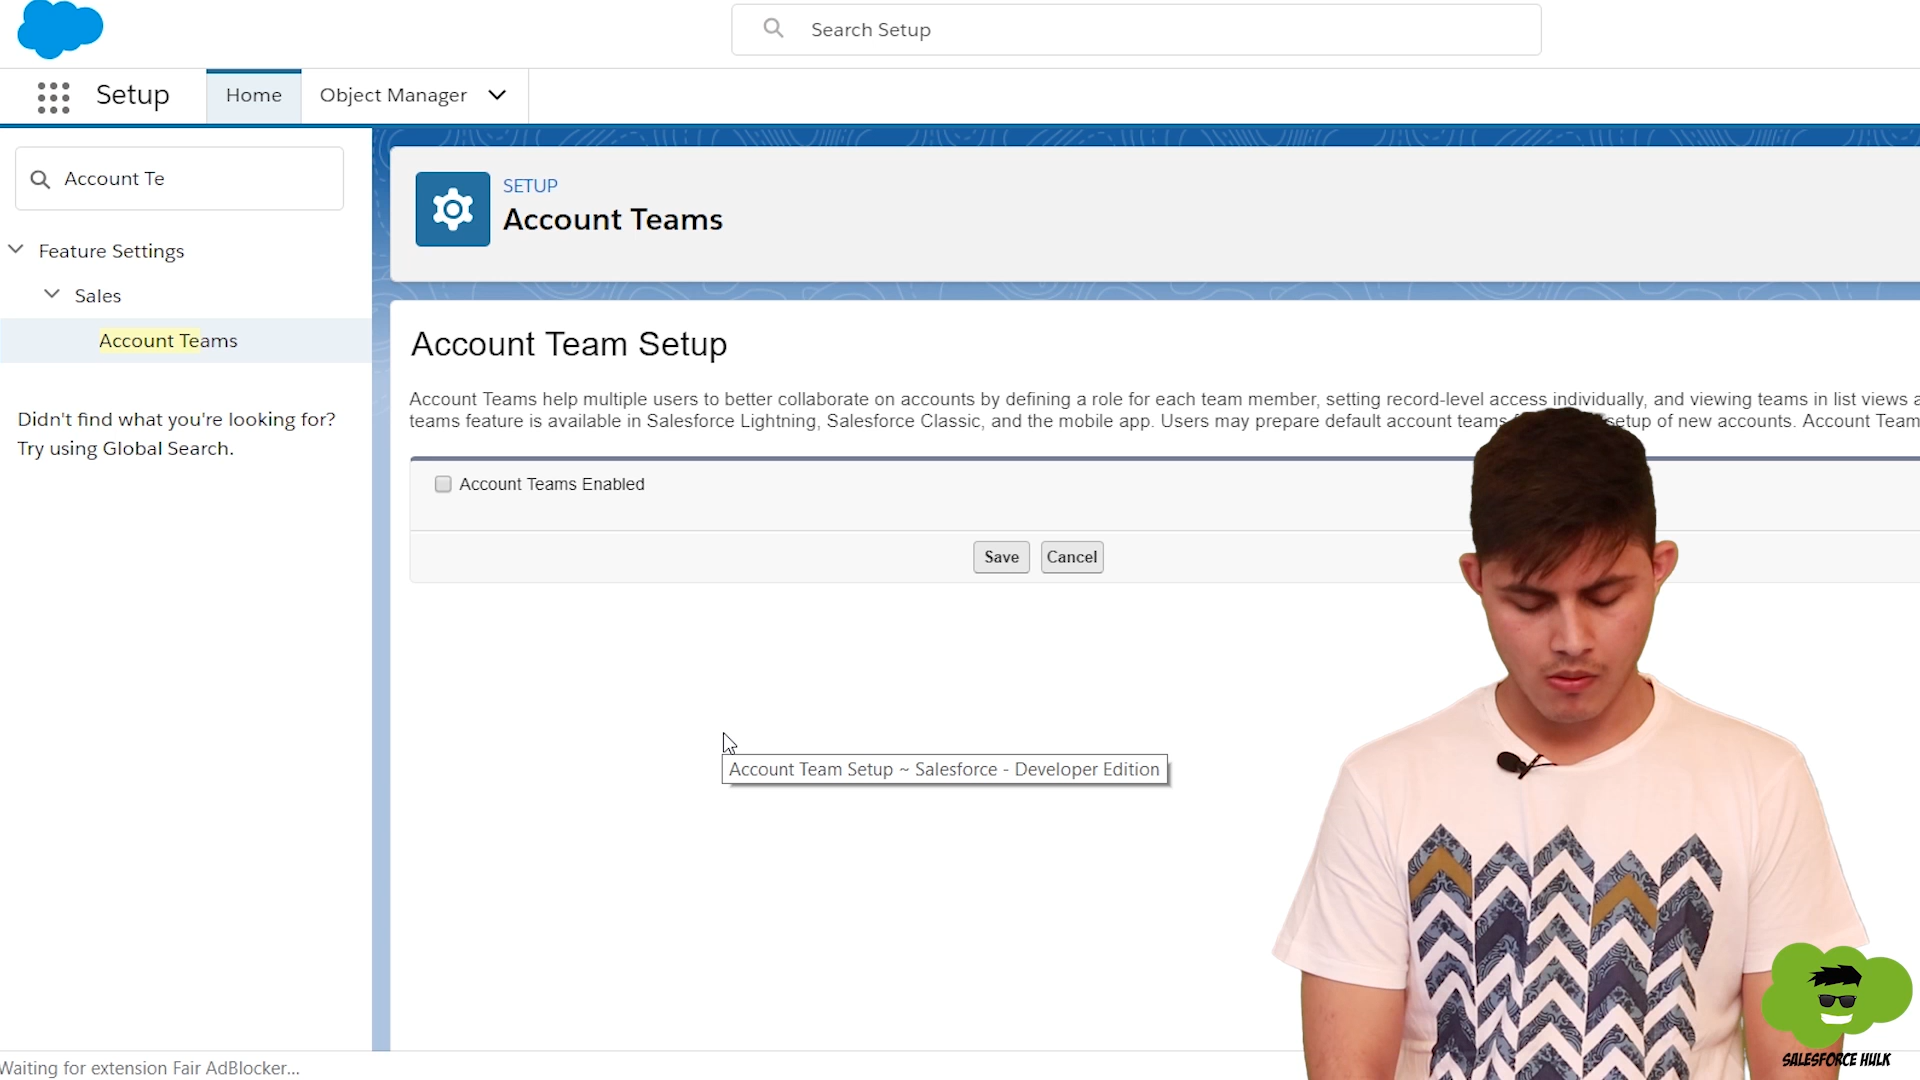 Search Setup
Setup
Home
Object Manager
Account Te
Feature Settings
Sales
Account Teams
Didn't find what you're looking for?
Try using Global Search.
SETUP
Account Teams
Account Team Setup
Account Teams help multiple users to better collaborate on accounts by defining a role for each team member, setting record-level access individually, and viewing teams in list views a
teams feature is available in Salesforce Lightning, Salesforce Classic, and the mobile app. Users may prepare default account teams setup of new accounts. Account Team
Account Teams Enabled
Save
Cancel
Account Team Setup ~ Salesforce - Developer Edition
Waiting for extension Fair AdBlocker...
SALESFORCE HULK